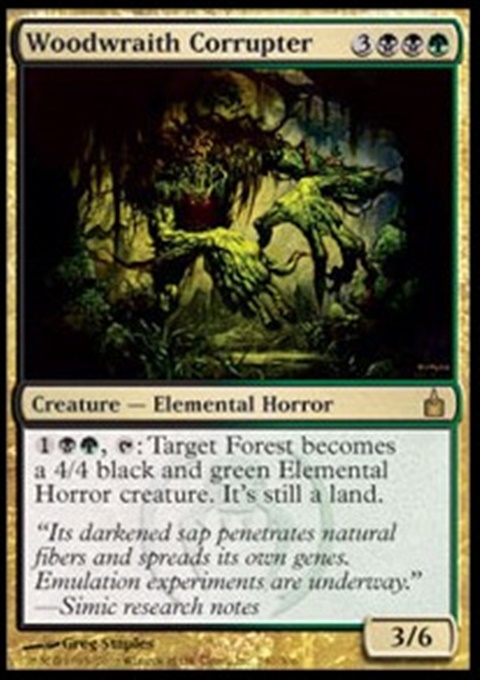 Woodwraith Corrupter 3
Creature — Elemental Horror
1, : Target Forest becomes
a 4/4 black and green Elemental
Horror creature. It's still a land.
“Its darkened sap penetrates natural
fibers and spreads its own genes.
Emulation experiments are underway.”
—Simic research notes
3/6
Greg Staples